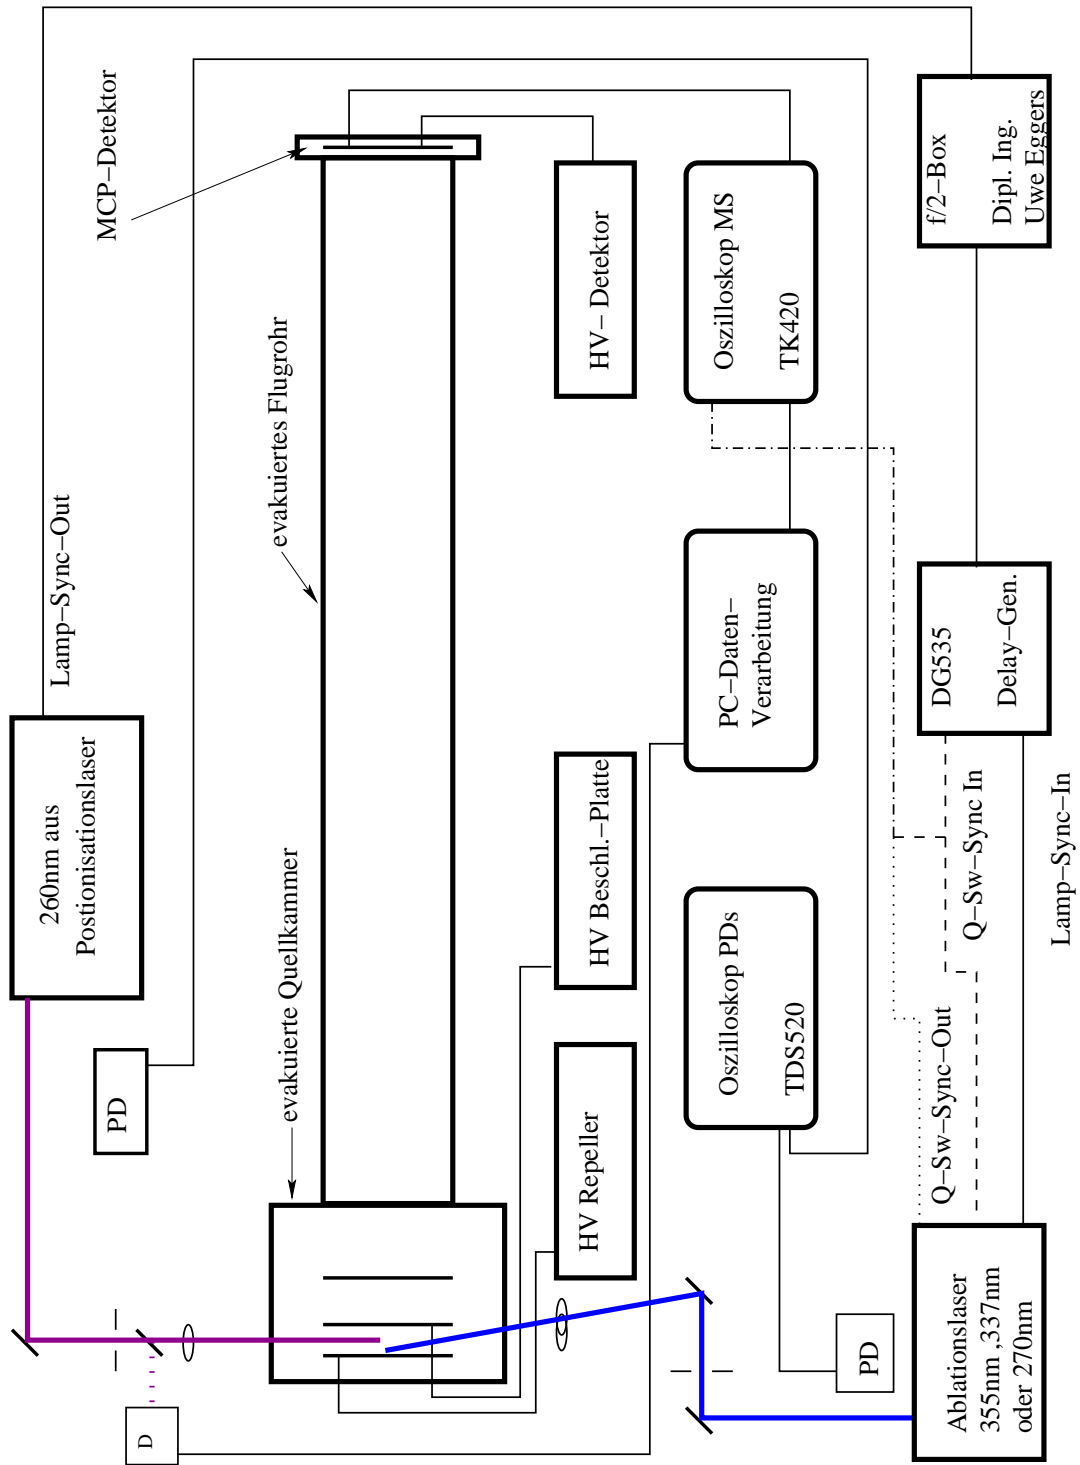 MCP–Detektor
evakuiertes Flugrohr
Lamp–Sync–Out
260nm aus
Postionisationlaser
PD
evakuierte Quellkammer
D
HV– Detektor
HV Beschl.–Platte
HV Repeller
Oszilloskop MS
TK420
PC–Daten–
Verarbeitung
Oszilloskop PDs
TDS520
PD
f/2–Box
Dipl. Ing.
Uwe Eggers
DG535
Delay–Gen.
Q–Sw–Sync In
Lamp–Sync–In
Q–Sw–Sync–Out
Ablationslaser
355nm ,337nm
oder 270nm